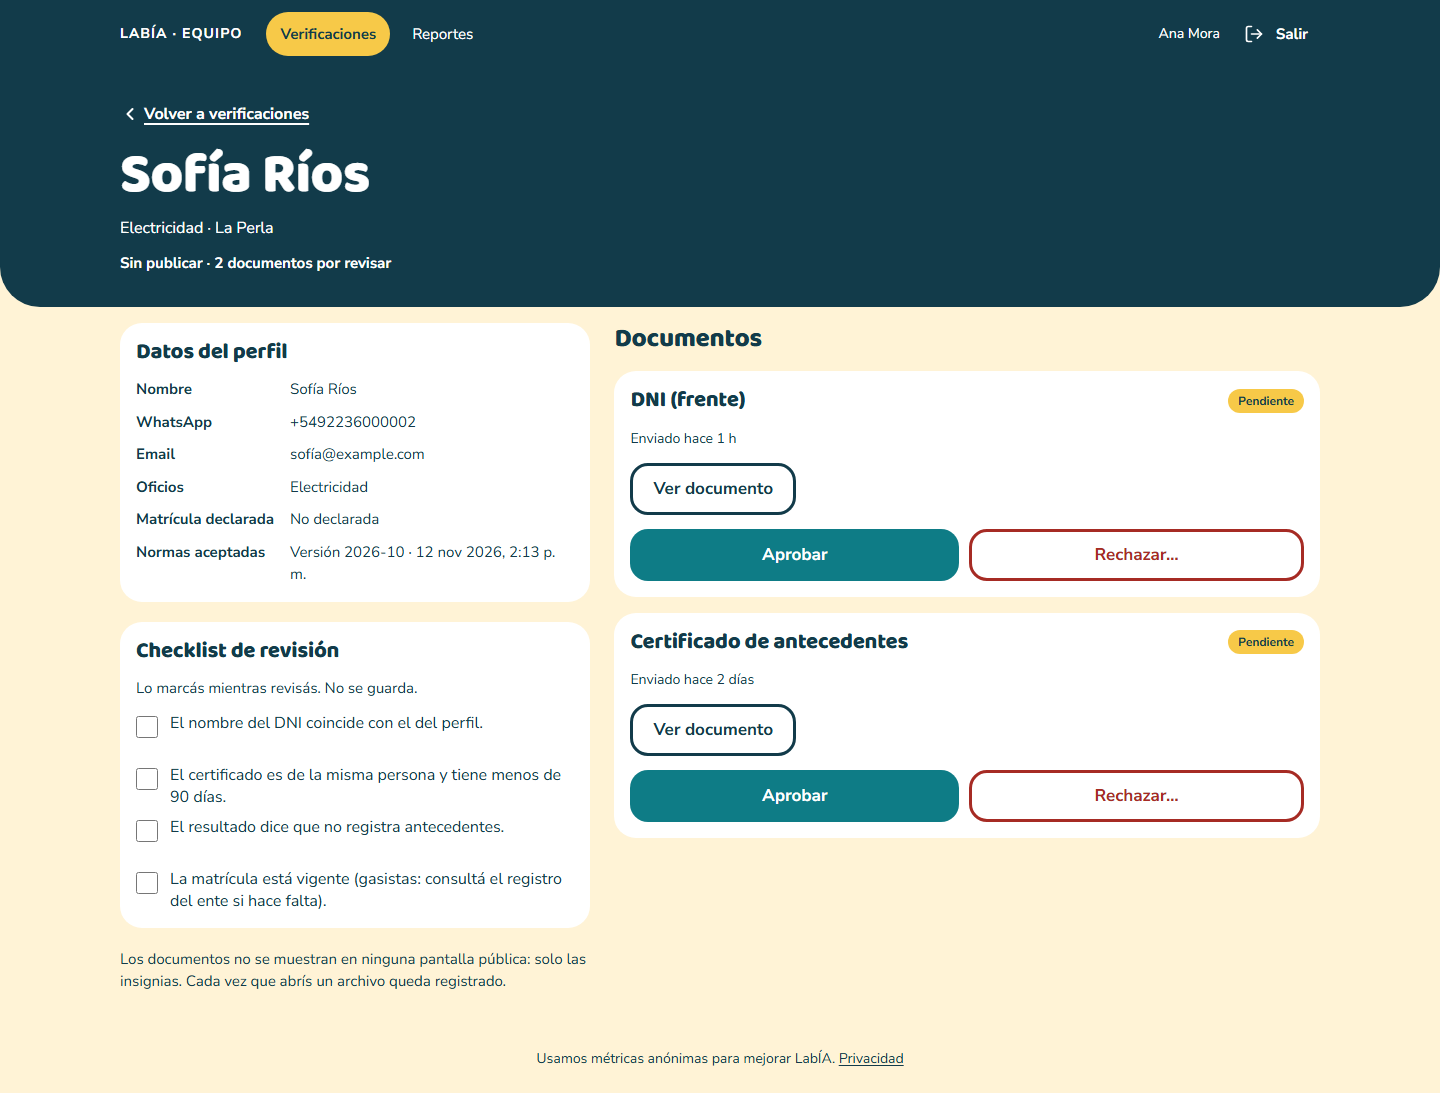 LABÍA · EQUIPO
Verificaciones
Reportes
Ana Mora
Salir
Volver a verificaciones
Sofía Ríos
Electricidad · La Perla
Sin publicar · 2 documentos por revisar
Datos del perfil
Nombre Sofía Ríos
WhatsApp +5492236000002
Email sofía@example.com
Oficios Electricidad
Matrícula declarada No declarada
Normas aceptadas Versión 2026-10 · 12 nov 2026, 2:13 p.
m.
Checklist de revisión
Lo marcás mientras revisás. No se guarda.
El nombre del DNI coincide con el del perfil.
El certificado es de la misma persona y tiene menos de
90 días.
El resultado dice que no registra antecedentes.
La matrícula está vigente (gasistas: consultá el registro
del ente si hace falta).
Los documentos no se muestran en ninguna pantalla pública: solo las
insignias. Cada vez que abrís un archivo queda registrado.
Documentos
DNI (frente)
Pendiente
Enviado hace 1 h
Ver documento
Aprobar
Rechazar...
Certificado de antecedentes
Pendiente
Enviado hace 2 días
Ver documento
Aprobar
Rechazar...
Usamos métricas anónimas para mejorar LabÍA. Privacidad